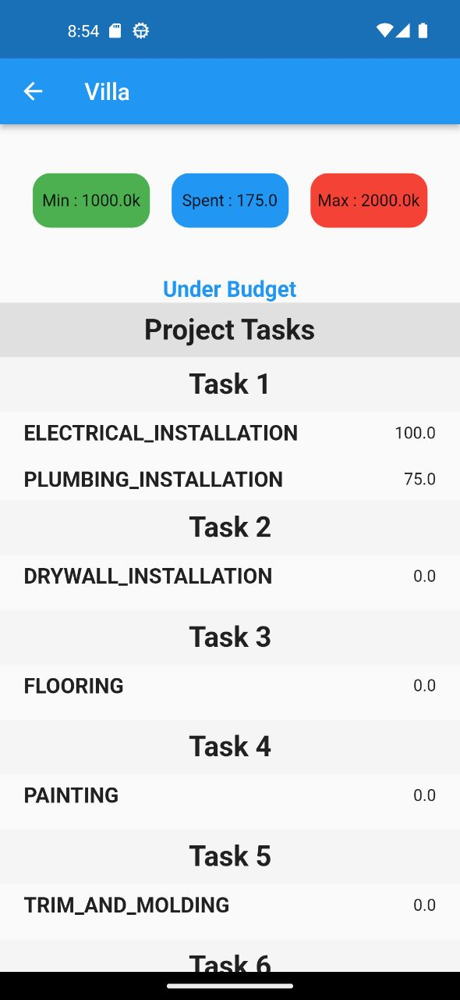 8:54
Villa
Min : 1000.0k
Spent : 175.0
Max : 2000.0k
Under Budget
Project Tasks
Task 1
ELECTRICAL_INSTALLATION 100.0
PLUMBING_INSTALLATION 75.0
Task 2
DRYWALL_INSTALLATION 0.0
Task 3
FLOORING 0.0
Task 4
PAINTING 0.0
Task 5
TRIM_AND_MOLDING 0.0
Task 6